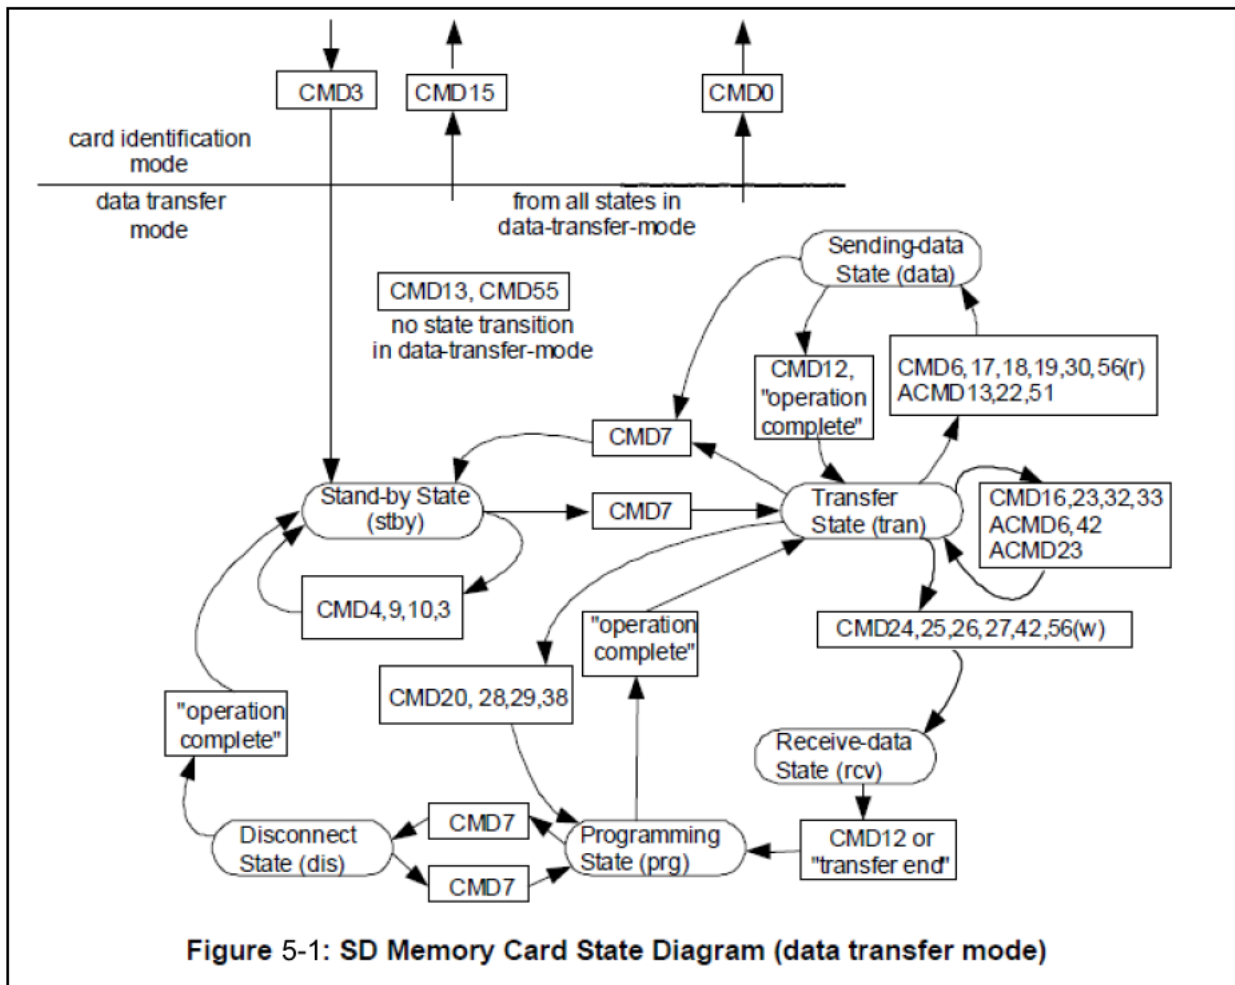 CMD3
CMD15
CMD0
card identification
mode
data transfer
mode
from all states in
data-transfer-mode
Sending-data
State (data)
CMD13, CMD55
no state transition
in data-transfer-mode
CMD12,
"operation
complete"
CMD6,17,18,19,30,56(r)
ACMD13,22,51
CMD7
Stand-by State
(stby)
CMD7
Transfer
State (tran)
CMD16,23,32,33
ACMD6,42
ACMD23
CMD4,9,10,3
"operation
complete"
CMD24,25,26,27,42,56(w)
CMD20, 28,29,38
"operation
complete"
Receive-data
State (rcv)
Disconnect
State (dis)
CMD7
CMD7
Programming
State (prg)
CMD12 or
"transfer end"
Figure 5-1: SD Memory Card State Diagram (data transfer mode)